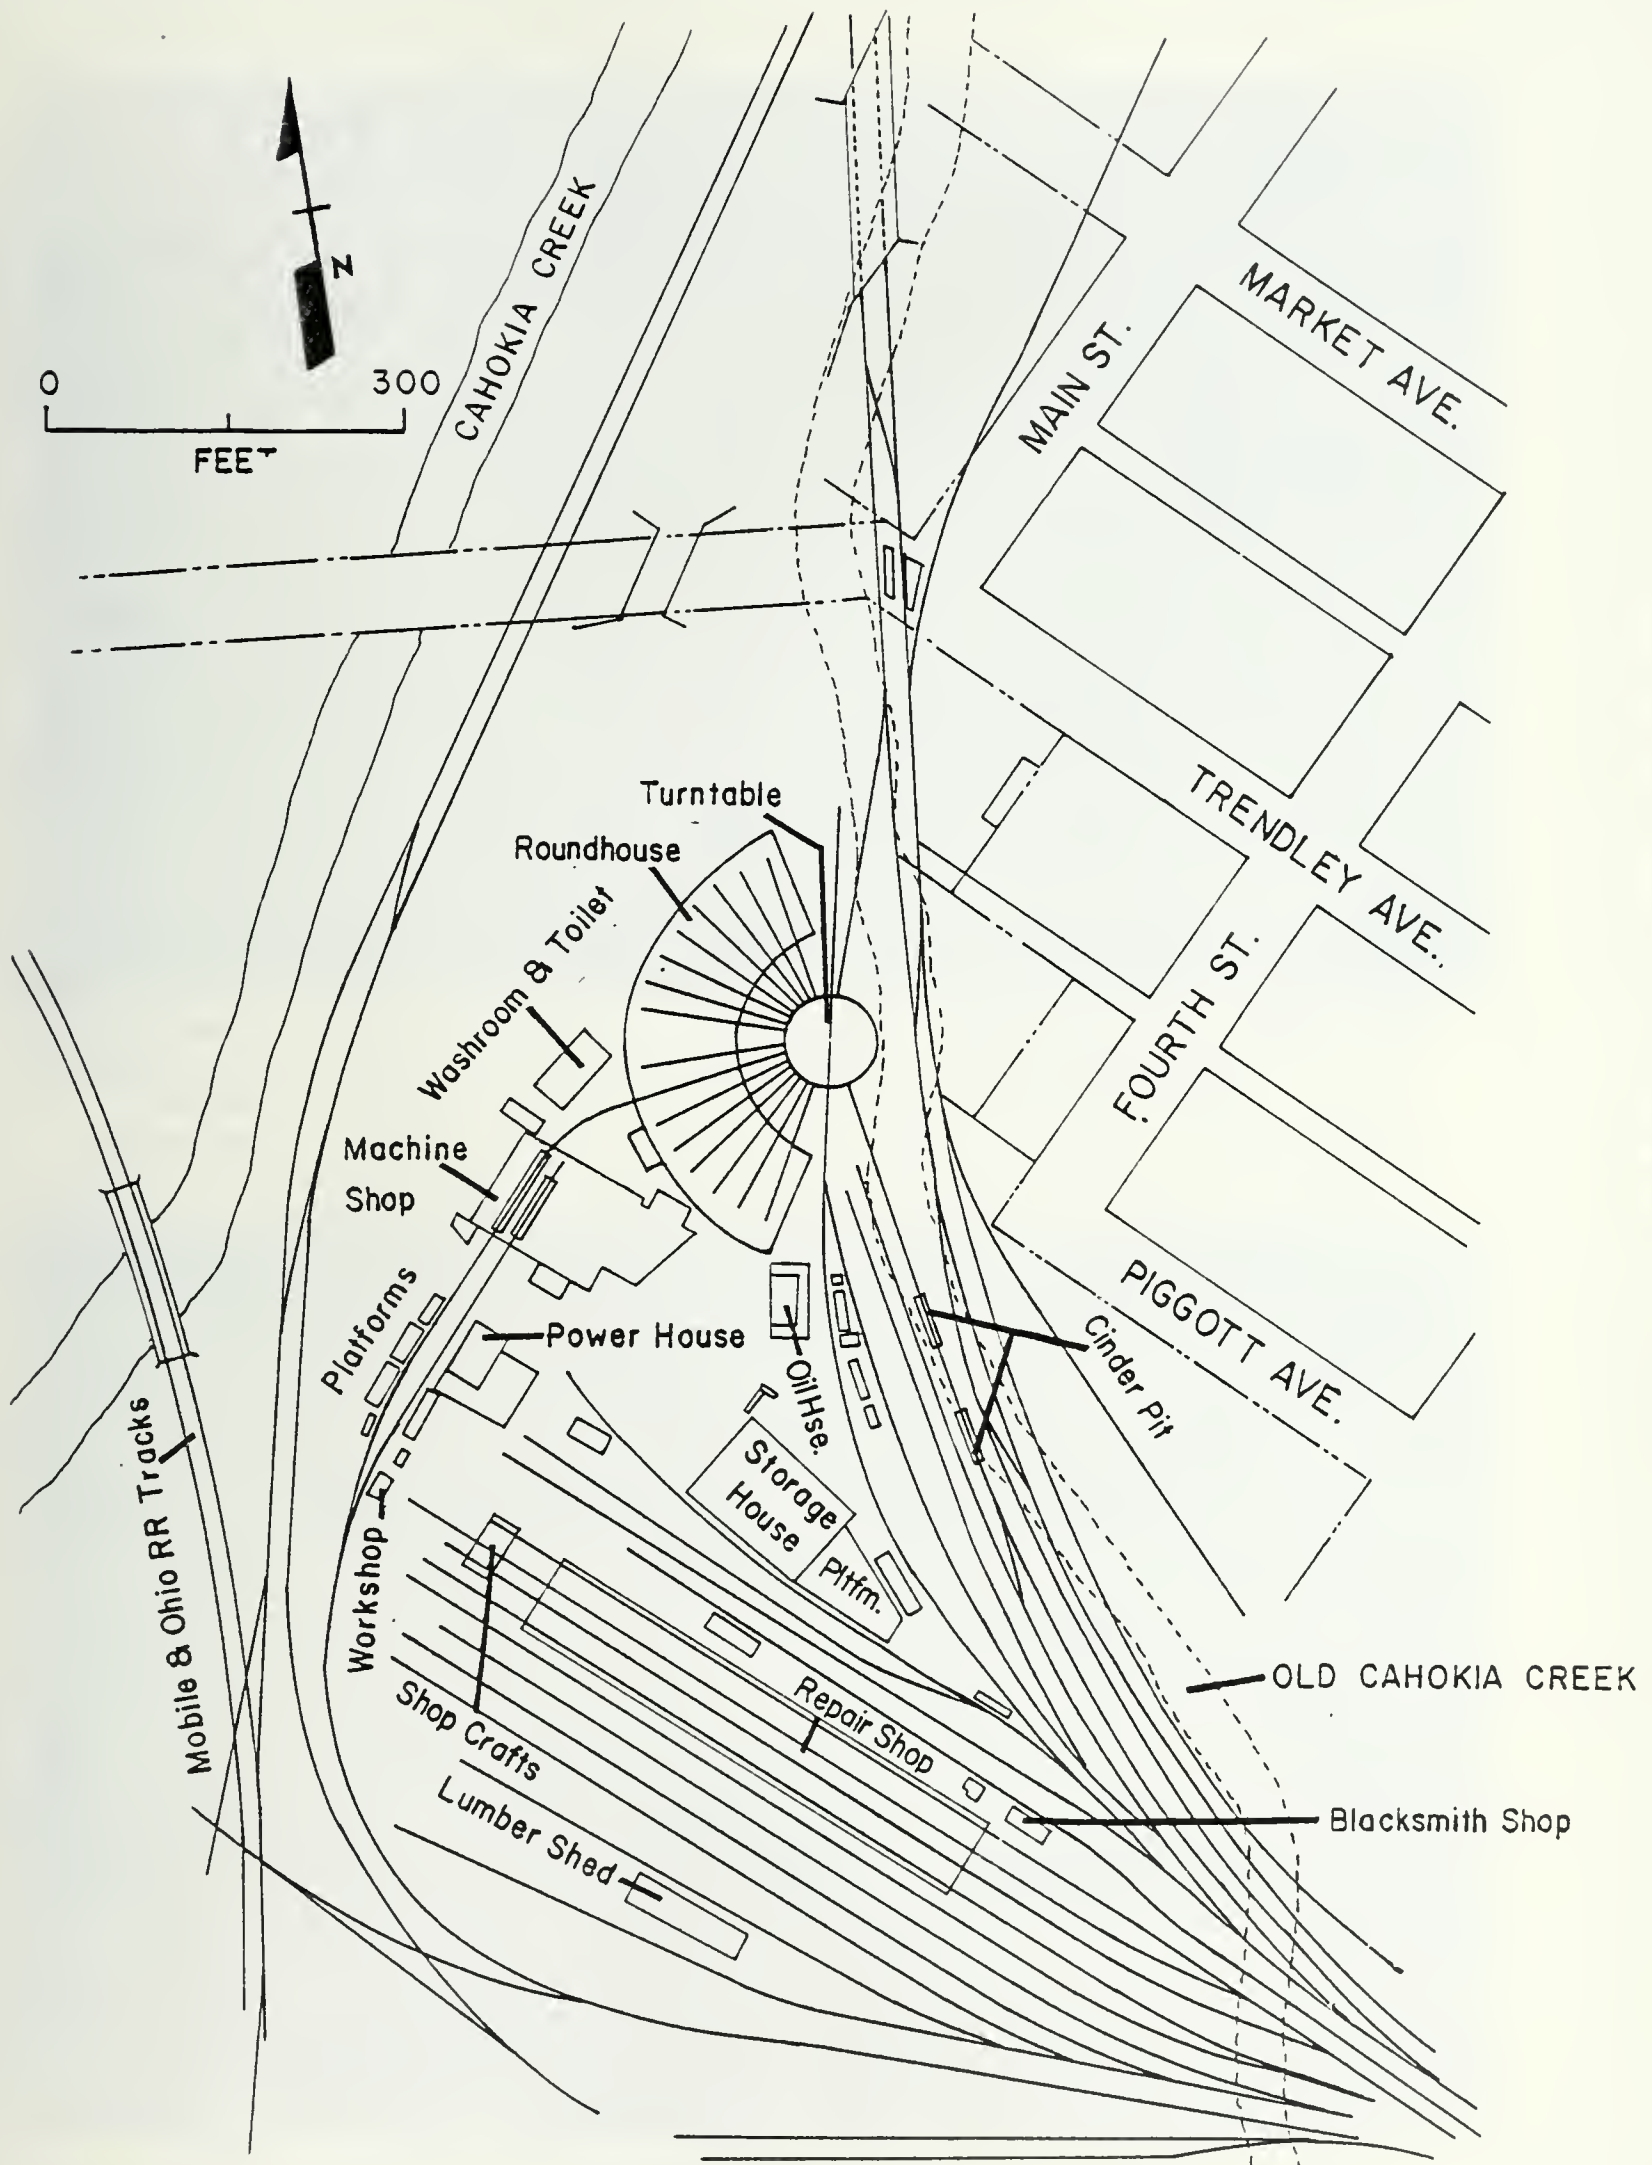 N
0 300
FEET
CAHOKIA CREEK
MARKET AVE.
MAIN ST.
TRENDLEY AVE.
FOURTH ST.
PIGGOTT AVE.
Turntable
Roundhouse
Washroom & Toilet
Machine
Shop
Platforms
Power House
Oil Hse.
Cinder Pit
Storage
House
Pltfm.
Mobile & Ohio RR Tracks
Workshop
Shop Crafts
Repair Shop
Lumber Shed
OLD CAHOKIA CREEK
Blacksmith Shop